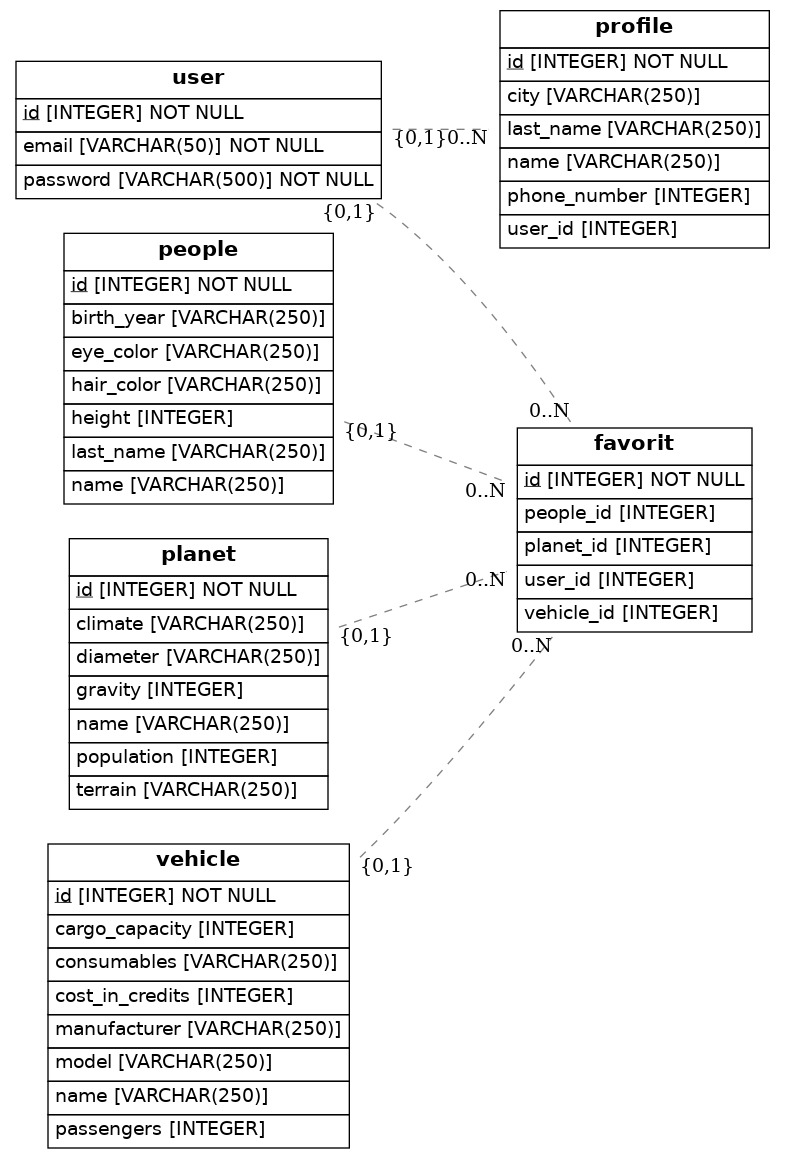 user
id [INTEGER] NOT NULL
email [VARCHAR(50)] NOT NULL
password [VARCHAR(500)] NOT NULL
{0,1}
0..N
profile
id [INTEGER] NOT NULL
city [VARCHAR(250)]
last_name [VARCHAR(250)]
name [VARCHAR(250)]
phone_number [INTEGER]
user_id [INTEGER]
{0,1}
0..N
people
id [INTEGER] NOT NULL
birth_year [VARCHAR(250)]
eye_color [VARCHAR(250)]
hair_color [VARCHAR(250)]
height [INTEGER]
last_name [VARCHAR(250)]
name [VARCHAR(250)]
{0,1}
0..N
favorit
id [INTEGER] NOT NULL
people_id [INTEGER]
planet_id [INTEGER]
user_id [INTEGER]
vehicle_id [INTEGER]
planet
id [INTEGER] NOT NULL
climate [VARCHAR(250)]
diameter [VARCHAR(250)]
gravity [INTEGER]
name [VARCHAR(250)]
population [INTEGER]
terrain [VARCHAR(250)]
{0,1}
0..N
vehicle
id [INTEGER] NOT NULL
cargo_capacity [INTEGER]
consumables [VARCHAR(250)]
cost_in_credits [INTEGER]
manufacturer [VARCHAR(250)]
model [VARCHAR(250)]
name [VARCHAR(250)]
passengers [INTEGER]
{0,1}
0..N